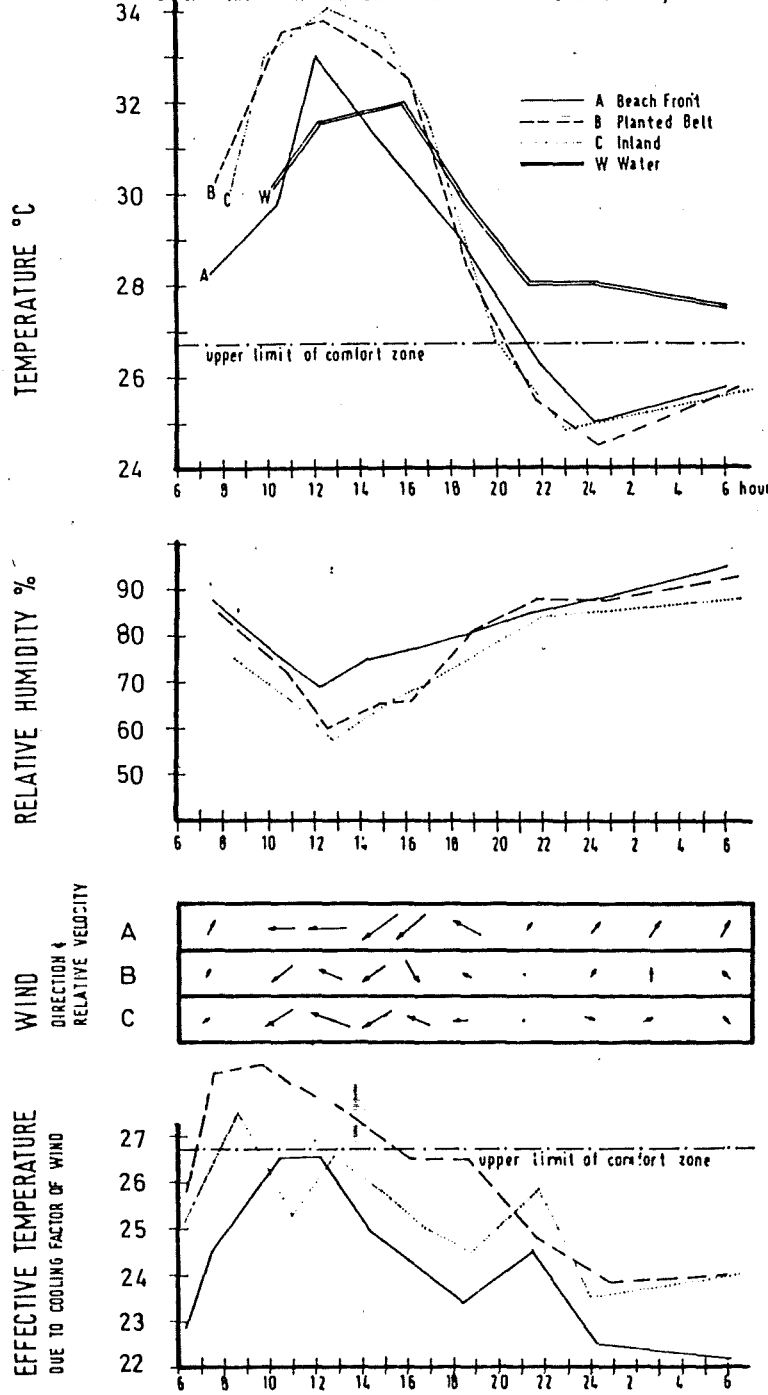 34
32
30
28
26
24
TEMPERATURE °C
A Beach Front
B Planted Belt
C Inland
W Water
B
C
W
A
upper limit of comfort zone
6 8 10 12 14 16 18 20 22 24 2 4 6 hour
RELATIVE HUMIDITY %
90
80
70
60
50
6 8 10 12 14 16 18 20 22 24 2 4 6
WIND
DIRECTION &
RELATIVE VELOCITY
A
B
C
EFFECTIVE TEMPERATURE
DUE TO COOLING FACTOR OF WIND
27
26
25
24
23
22
upper limit of comfort zone
6 8 10 12 14 16 18 20 22 24 2 4 6